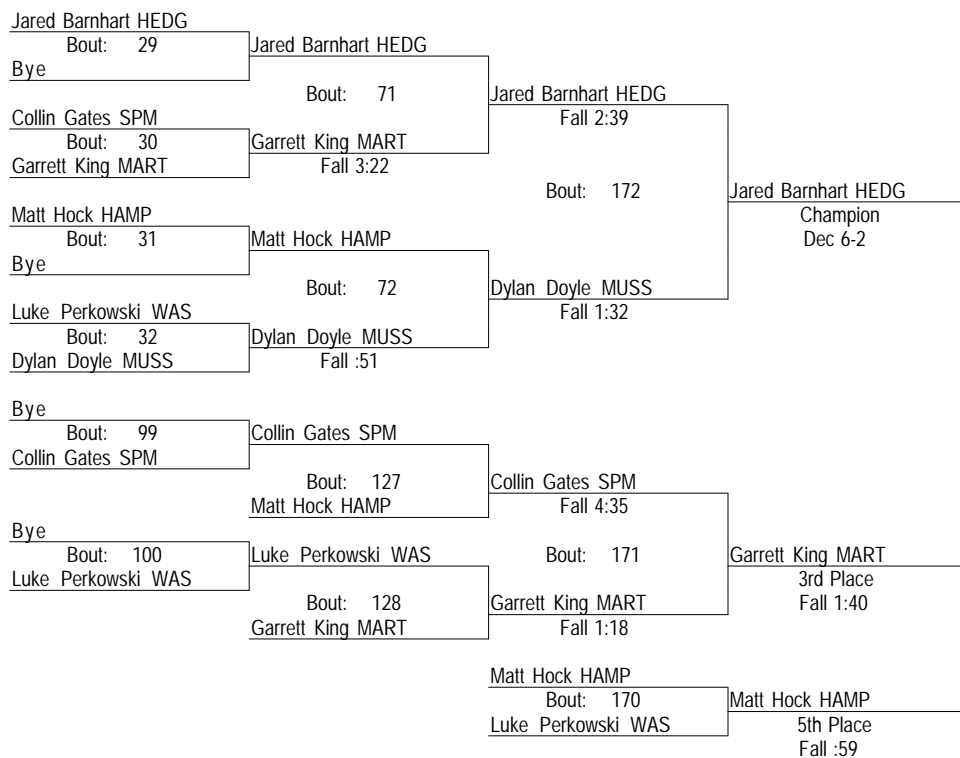 Jared Barnhart HEDG
Bout: 29
Jared Barnhart HEDG
Bye
Bout: 71
Jared Barnhart HEDG
Collin Gates SPM
Fall 2:39
Bout: 30
Garrett King MART
Garrett King MART
Fall 3:22
Bout: 172
Jared Barnhart HEDG
Matt Hock HAMP
Champion
Bout: 31
Matt Hock HAMP
Dec 6-2
Bye
Bout: 72
Dylan Doyle MUSS
Luke Perkowski WAS
Fall 1:32
Bout: 32
Dylan Doyle MUSS
Dylan Doyle MUSS
Fall :51
Bye
Bout: 99
Collin Gates SPM
Collin Gates SPM
Bout: 127
Collin Gates SPM
Matt Hock HAMP
Fall 4:35
Bye
Bout: 100
Luke Perkowski WAS
Bout: 171
Garrett King MART
Luke Perkowski WAS
3rd Place
Bout: 128
Garrett King MART
Fall 1:40
Garrett King MART
Fall 1:18
Matt Hock HAMP
Bout: 170
Matt Hock HAMP
Luke Perkowski WAS
5th Place
Fall :59